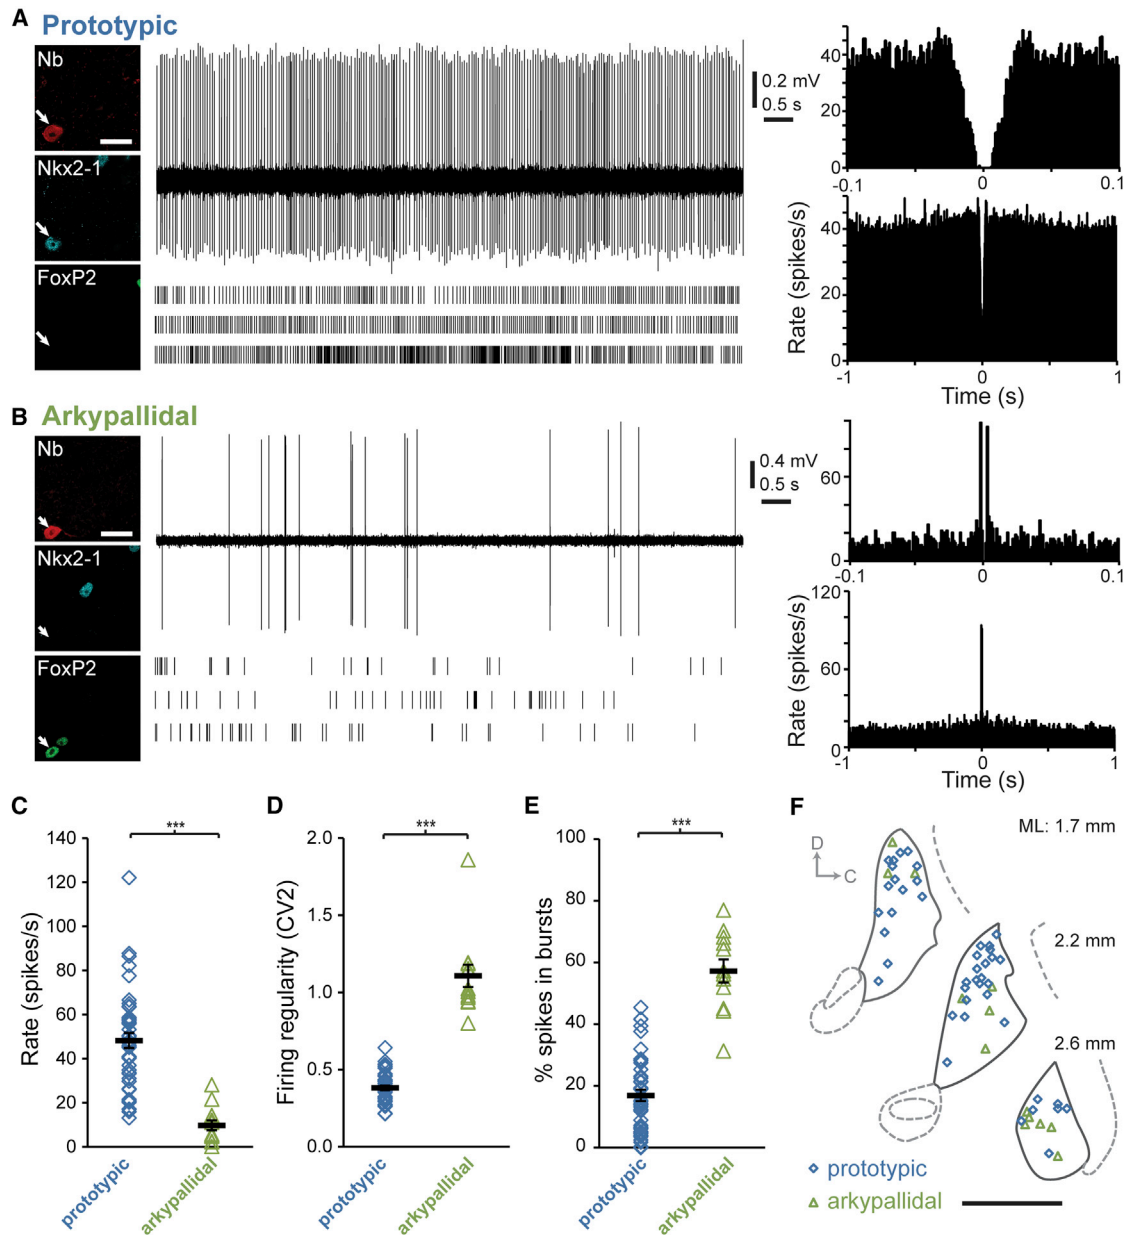 A Prototypic
Nb
Nkx2-1
FoxP2
0.2 mV
0.5 s
40
20
0
-0.1 0 0.1
Rate (spikes/s)
40
20
0
-1 0 1
Time (s)
B Arkypallidal
Nb
Nkx2-1
FoxP2
0.4 mV
0.5 s
60
0
-0.1 0 0.1
Rate (spikes/s)
120
60
0
-1 0 1
Time (s)
C
***
Rate (spikes/s)
140
120
100
80
60
40
20
0
prototypic
arkypallidal
D
***
Firing regularity (CV2)
2.0
1.5
1.0
0.5
0.0
prototypic
arkypallidal
E
***
% spikes in bursts
100
80
60
40
20
0
prototypic
arkypallidal
F
D
C
ML: 1.7 mm
2.2 mm
2.6 mm
prototypic
arkypallidal